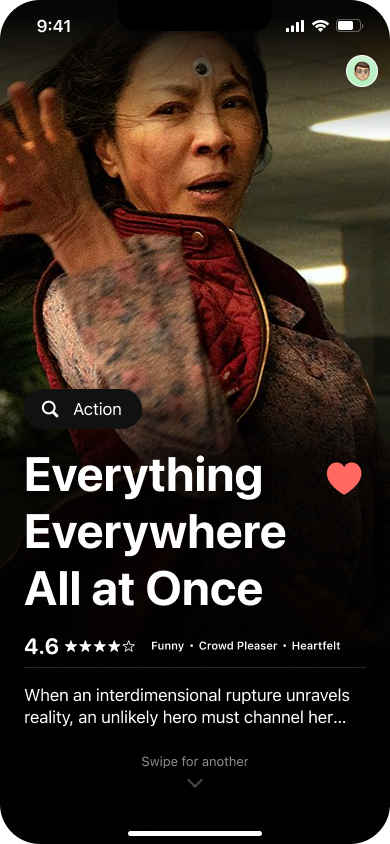 9:41
Action
Everything
Everywhere
All at Once
4.6 ★★★★☆ Funny • Crowd Pleaser • Heartfelt
When an interdimensional rupture unravels
reality, an unlikely hero must channel her...
Swipe for another